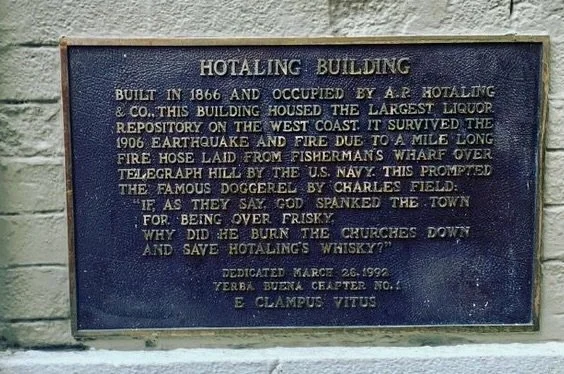 HOTALING BUILDING
BUILT IN 1866 AND OCCUPIED BY A.P. HOTALING
& CO., THIS BUILDING HOUSED THE LARGEST LIQUOR
REPOSITORY ON THE WEST COAST. IT SURVIVED THE
1906 EARTHQUAKE AND FIRE DUE TO A MILE LONG
FIRE HOSE LAID FROM FISHERMAN'S WHARF OVER
TELEGRAPH HILL BY THE U.S. NAVY. THIS PROMPTED
THE FAMOUS DOGGEREL BY CHARLES FIELD:
"IF, AS THEY SAY, GOD SPANKED THE TOWN
FOR BEING OVER FRISKY,
WHY DID HE BURN THE CHURCHES DOWN
AND SAVE HOTALING'S WHISKY?"
DEDICATED MARCH 28, 1992
YERBA BUENA CHAPTER NO. 1
E CLAMPUS VITUS